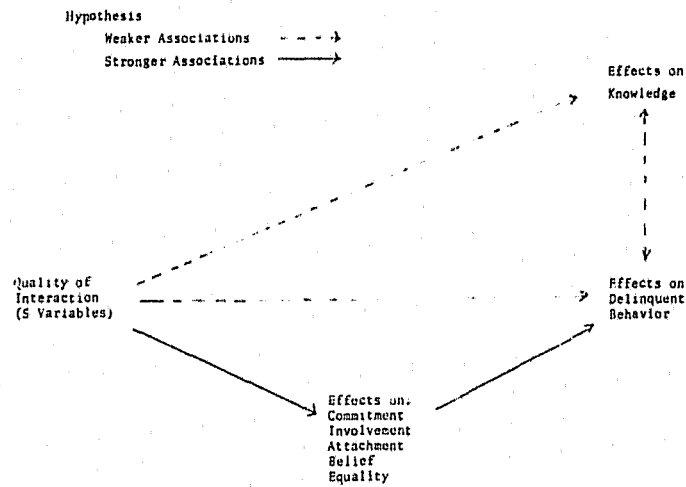 Hypothesis
Weaker Associations
Stronger Associations
Effects on
Knowledge
Quality of
Interaction
(S Variables)
Effects on
Delinquent
Behavior
Effects on:
Commitment
Involvement
Attachment
Belief
Equality